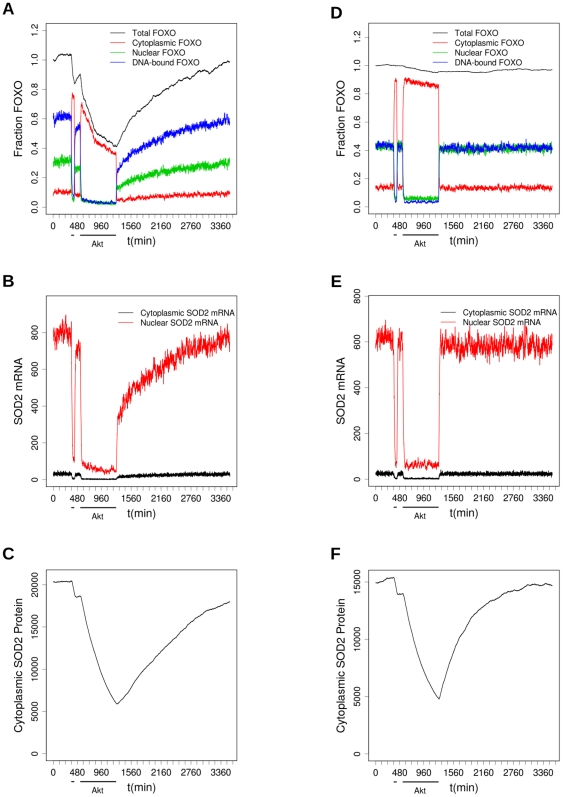 A
Fraction FOXO
0.0 0.2 0.4 0.6 0.8 1.0 1.2
Total FOXO
Cytoplasmic FOXO
Nuclear FOXO
DNA-bound FOXO
0 480 960 1560 2160 2760 3360
Akt
t(min)
D
Fraction FOXO
0.0 0.2 0.4 0.6 0.8 1.0 1.2
Total FOXO
Cytoplasmic FOXO
Nuclear FOXO
DNA-bound FOXO
0 480 960 1560 2160 2760 3360
Akt
t(min)
B
SOD2 mRNA
0 200 400 600 800
Cytoplasmic SOD2 mRNA
Nuclear SOD2 mRNA
0 480 960 1560 2160 2760 3360
Akt
t(min)
E
SOD2 mRNA
0 200 400 600 800
Cytoplasmic SOD2 mRNA
Nuclear SOD2 mRNA
0 480 960 1560 2160 2760 3360
Akt
t(min)
C
Cytoplasmic SOD2 Protein
0 5000 10000 15000 20000
0 480 960 1560 2160 2760 3360
Akt
t(min)
F
Cytoplasmic SOD2 Protein
0 5000 10000 15000
0 480 960 1560 2160 2760 3360
Akt
t(min)